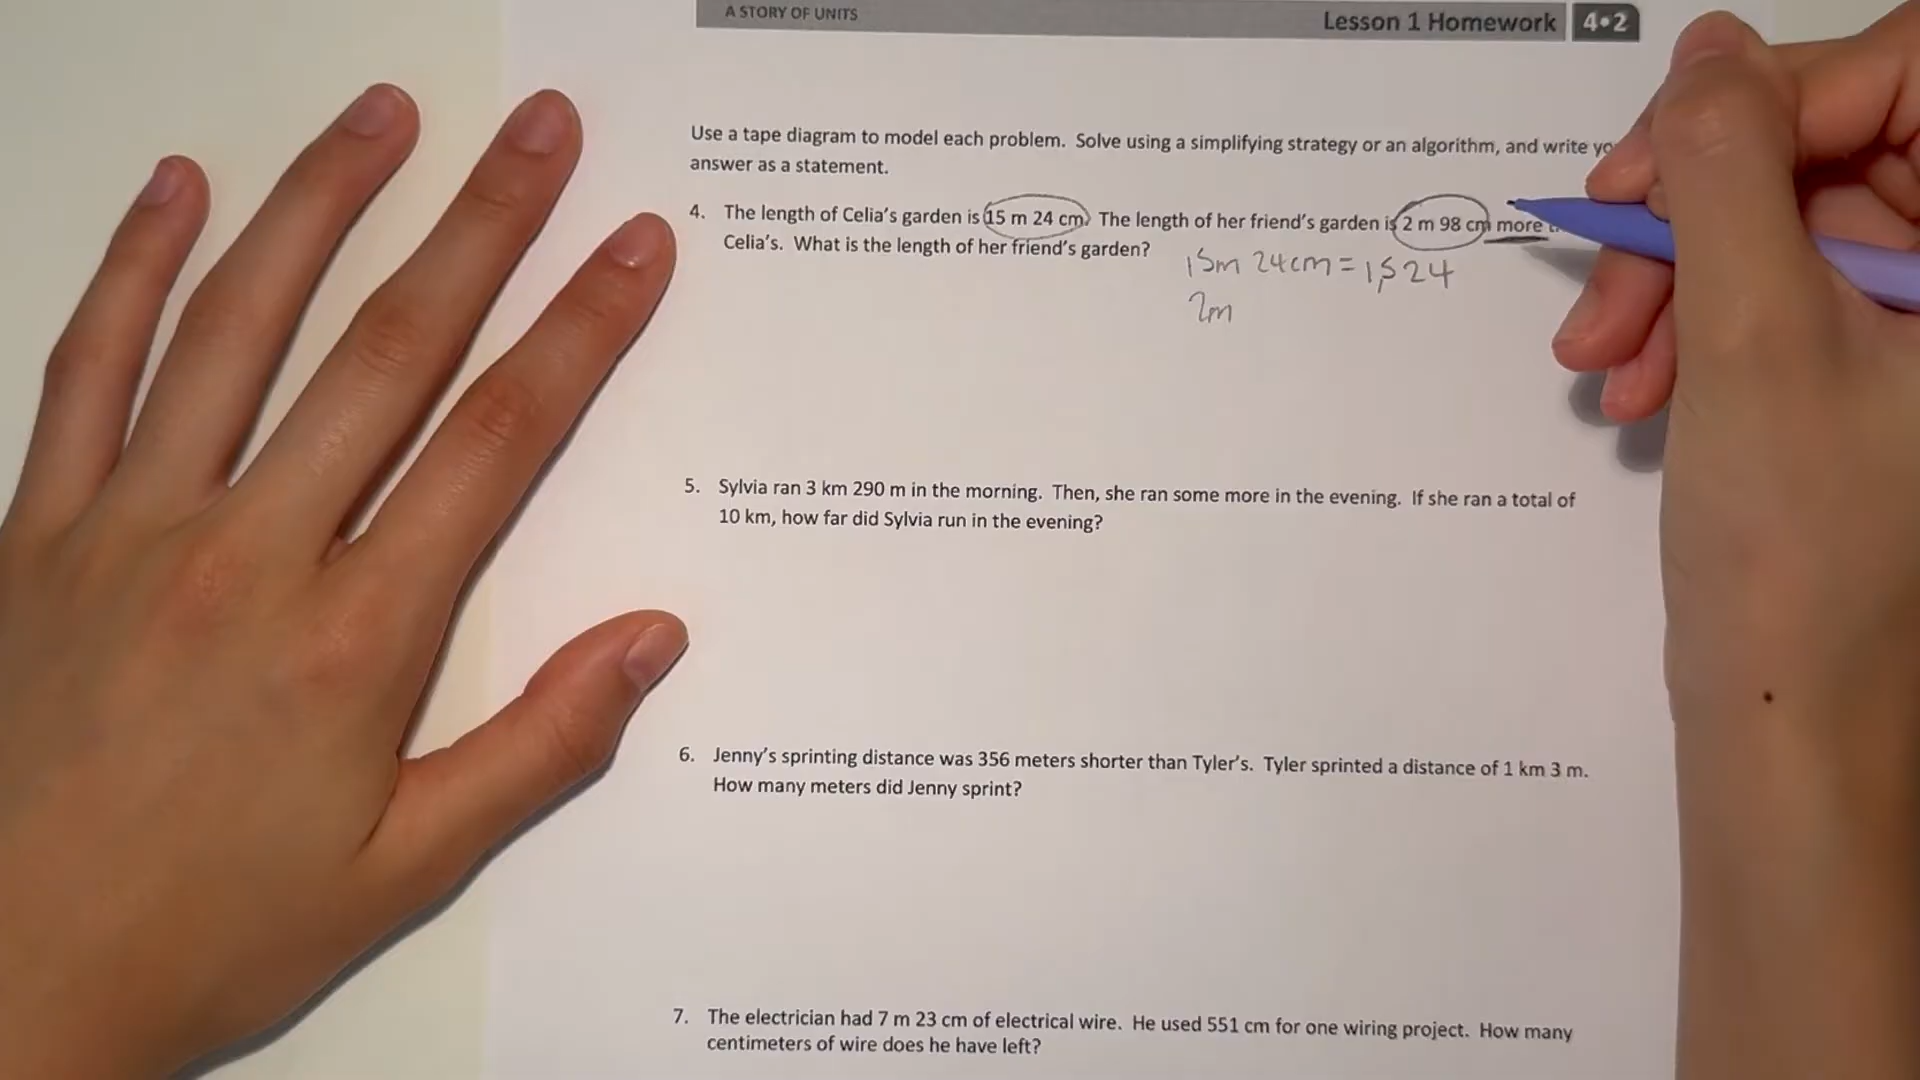 A STORY OF UNITS
Lesson 1 Homework 4•2
Use a tape diagram to model each problem. Solve using a simplifying strategy or an algorithm, and write
answer as a statement.
4. The length of Celia's garden is 15 m 24 cm. The length of her friend's garden is 2 m 98 cm more
Celia's. What is the length of her friend's garden?
15m 24cm = 1,524
2m
5. Sylvia ran 3 km 290 m in the morning. Then, she ran some more in the evening. If she ran a total of
10 km, how far did Sylvia run in the evening?
6. Jenny's sprinting distance was 356 meters shorter than Tyler's. Tyler sprinted a distance of 1 km 3 m.
How many meters did Jenny sprint?
7. The electrician had 7 m 23 cm of electrical wire. He used 551 cm for one wiring project. How many
centimeters of wire does he have left?